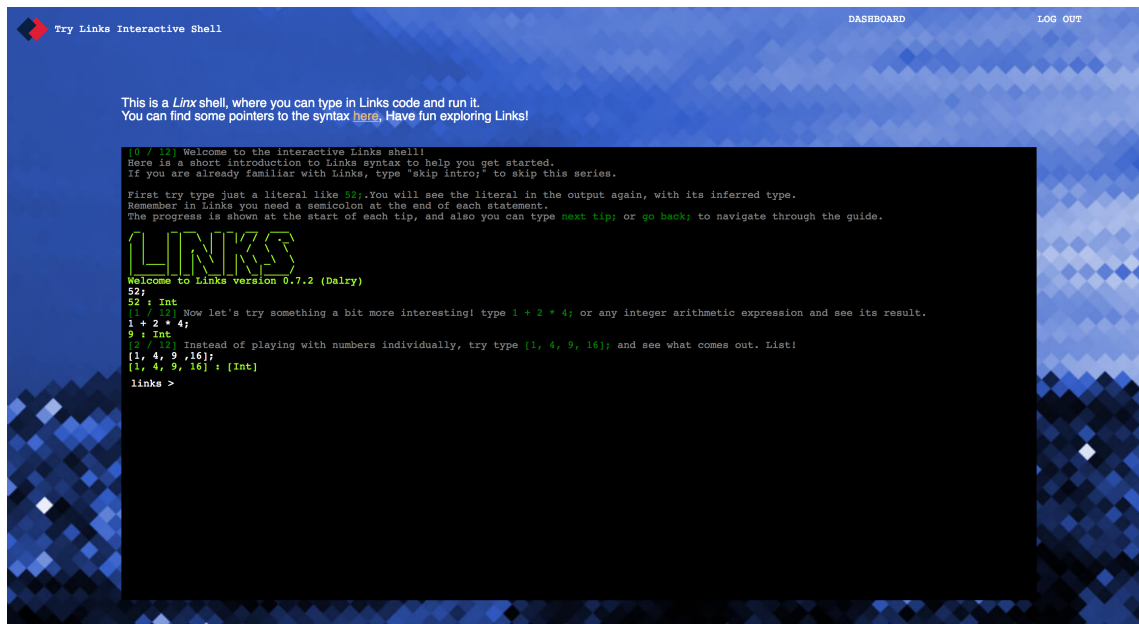 Try Links Interactive Shell
DASHBOARD
LOG OUT
This is a Linx shell, where you can type in Links code and run it.
You can find some pointers to the syntax here, Have fun exploring Links!
[0 / 12] Welcome to the interactive Links shell!
Here is a short introduction to Links syntax to help you get started.
If you are already familiar with Links, type "skip intro;" to skip this series.
First try type just a literal like 52;.You will see the literal in the output again, with its inferred type.
Remember in Links you need a semicolon at the end of each statement.
The progress is shown at the start of each tip, and also you can type next tip; or go back; to navigate through the guide.
LINKS
Welcome to Links version 0.7.2 (Dalry)
52;
52 : Int
[1 / 12] Now let's try something a bit more interesting! type 1 + 2 * 4; or any integer arithmetic expression and see its result.
1 + 2 * 4;
9 : Int
[2 / 12] Instead of playing with numbers individually, try type [1, 4, 9, 16]; and see what comes out. List!
[1, 4, 9 ,16];
[1, 4, 9, 16] : [Int]
links >